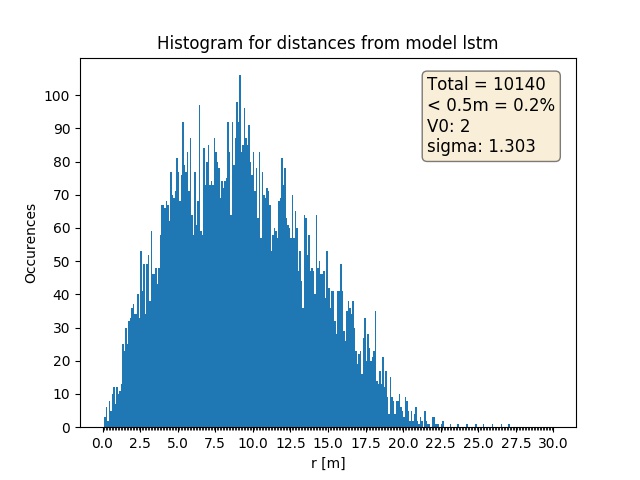 Histogram for distances from model lstm
Total = 10140
< 0.5m = 0.2%
V0: 2
sigma: 1.303
100
90
80
70
60
50
40
30
20
10
0
Occurences
0.0 2.5 5.0 7.5 10.0 12.5 15.0 17.5 20.0 22.5 25.0 27.5 30.0
r [m]